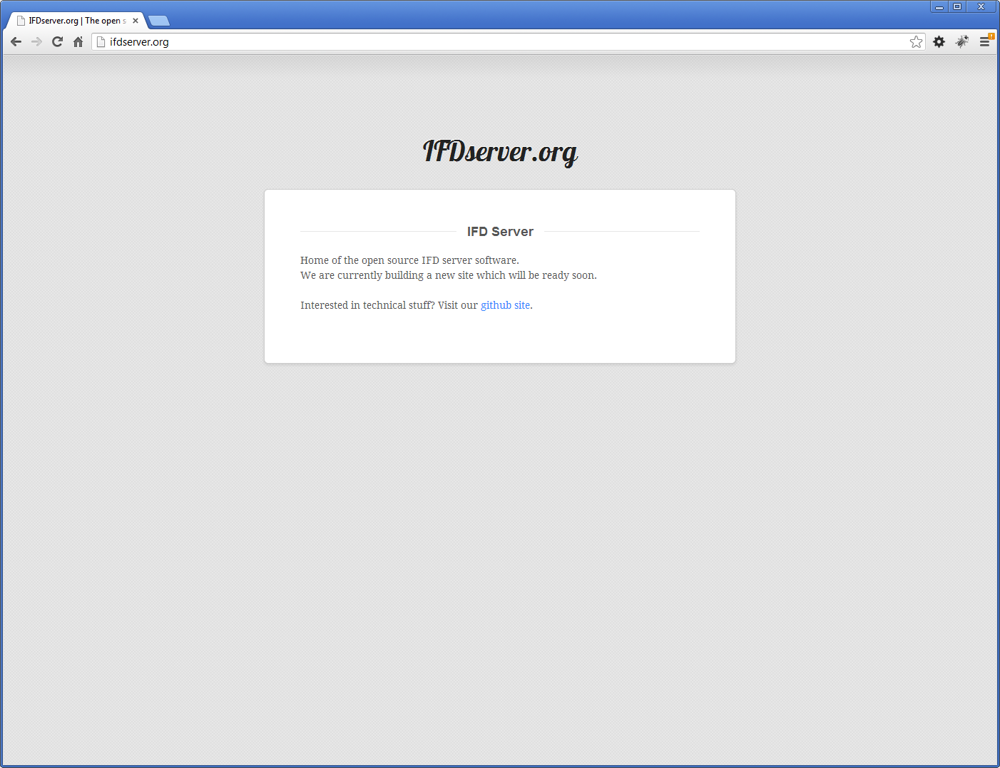 IFDserver.org | The open s
ifdserver.org
IFDserver.org
IFD Server
Home of the open source IFD server software.
We are currently building a new site which will be ready soon.
Interested in technical stuff? Visit our github site.